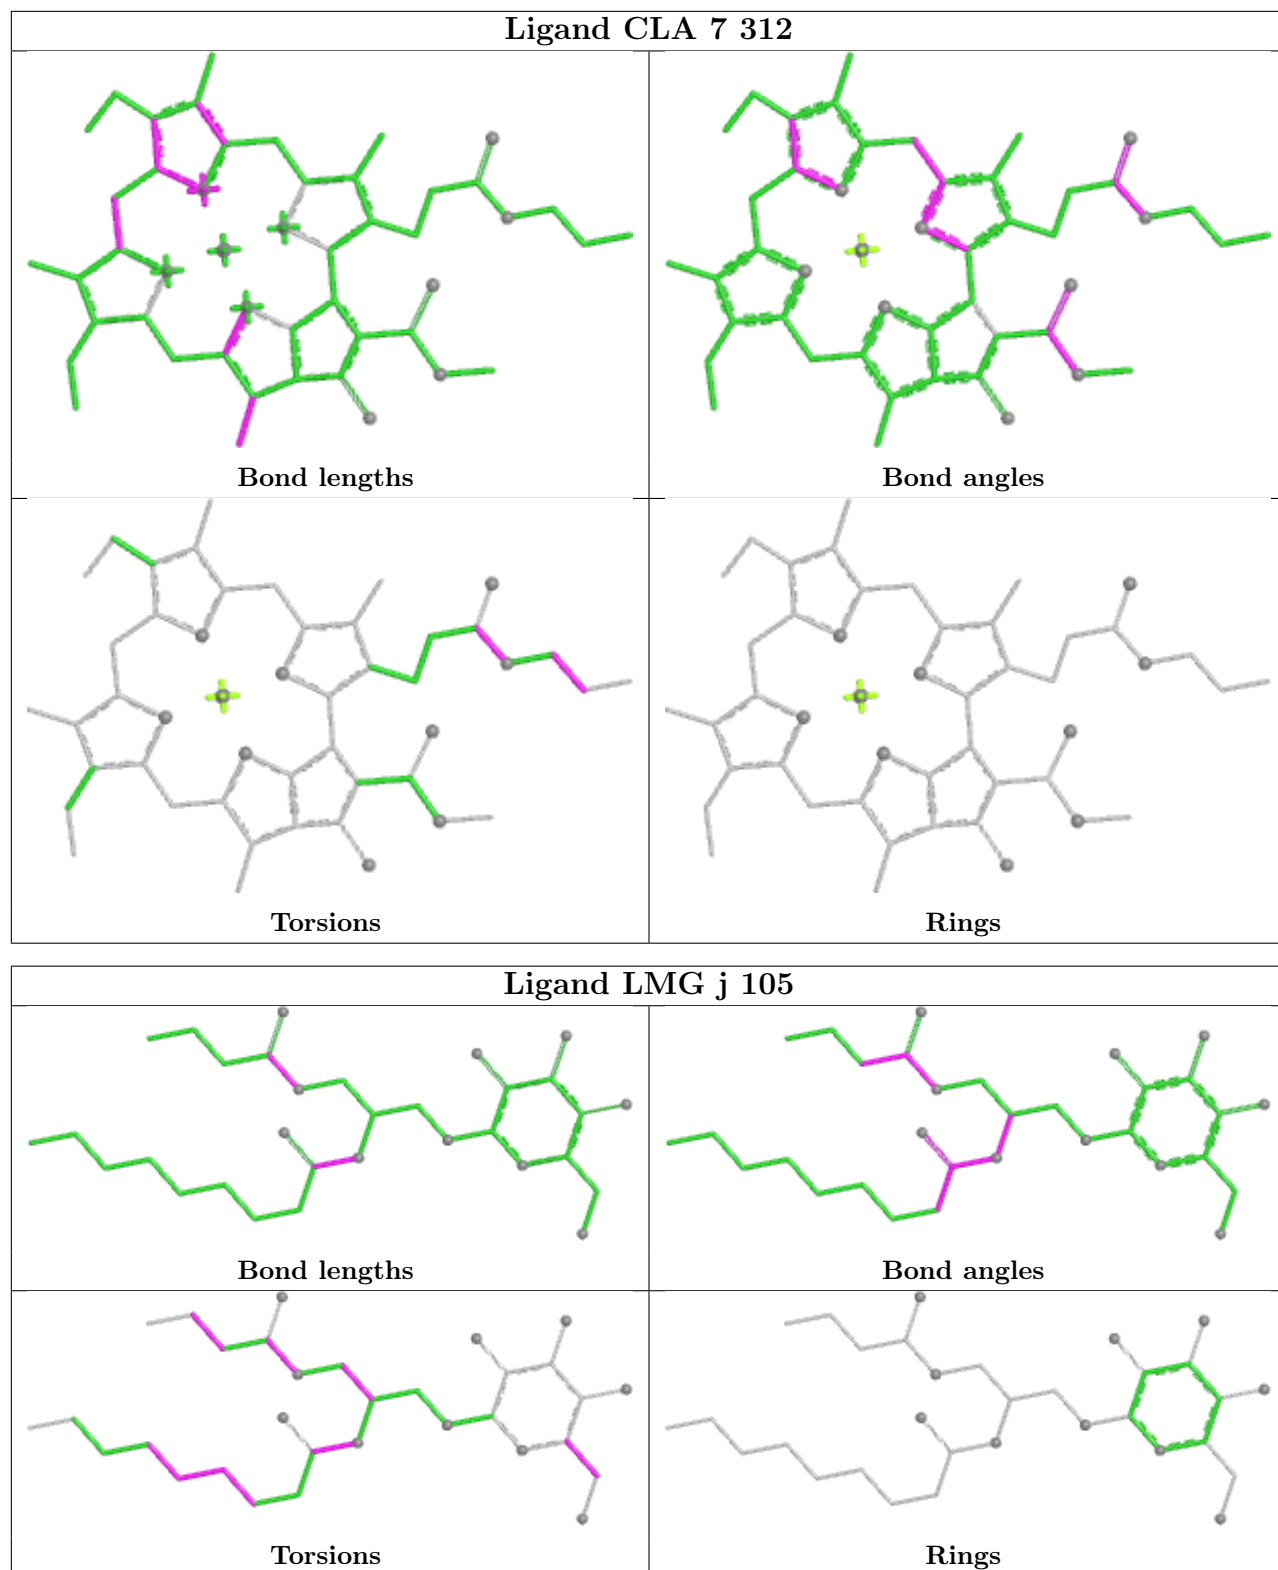 Ligand CLA 7 312
Bond lengths
Bond angles
Torsions
Rings
Ligand LMG j 105
Bond lengths
Bond angles
Torsions
Rings